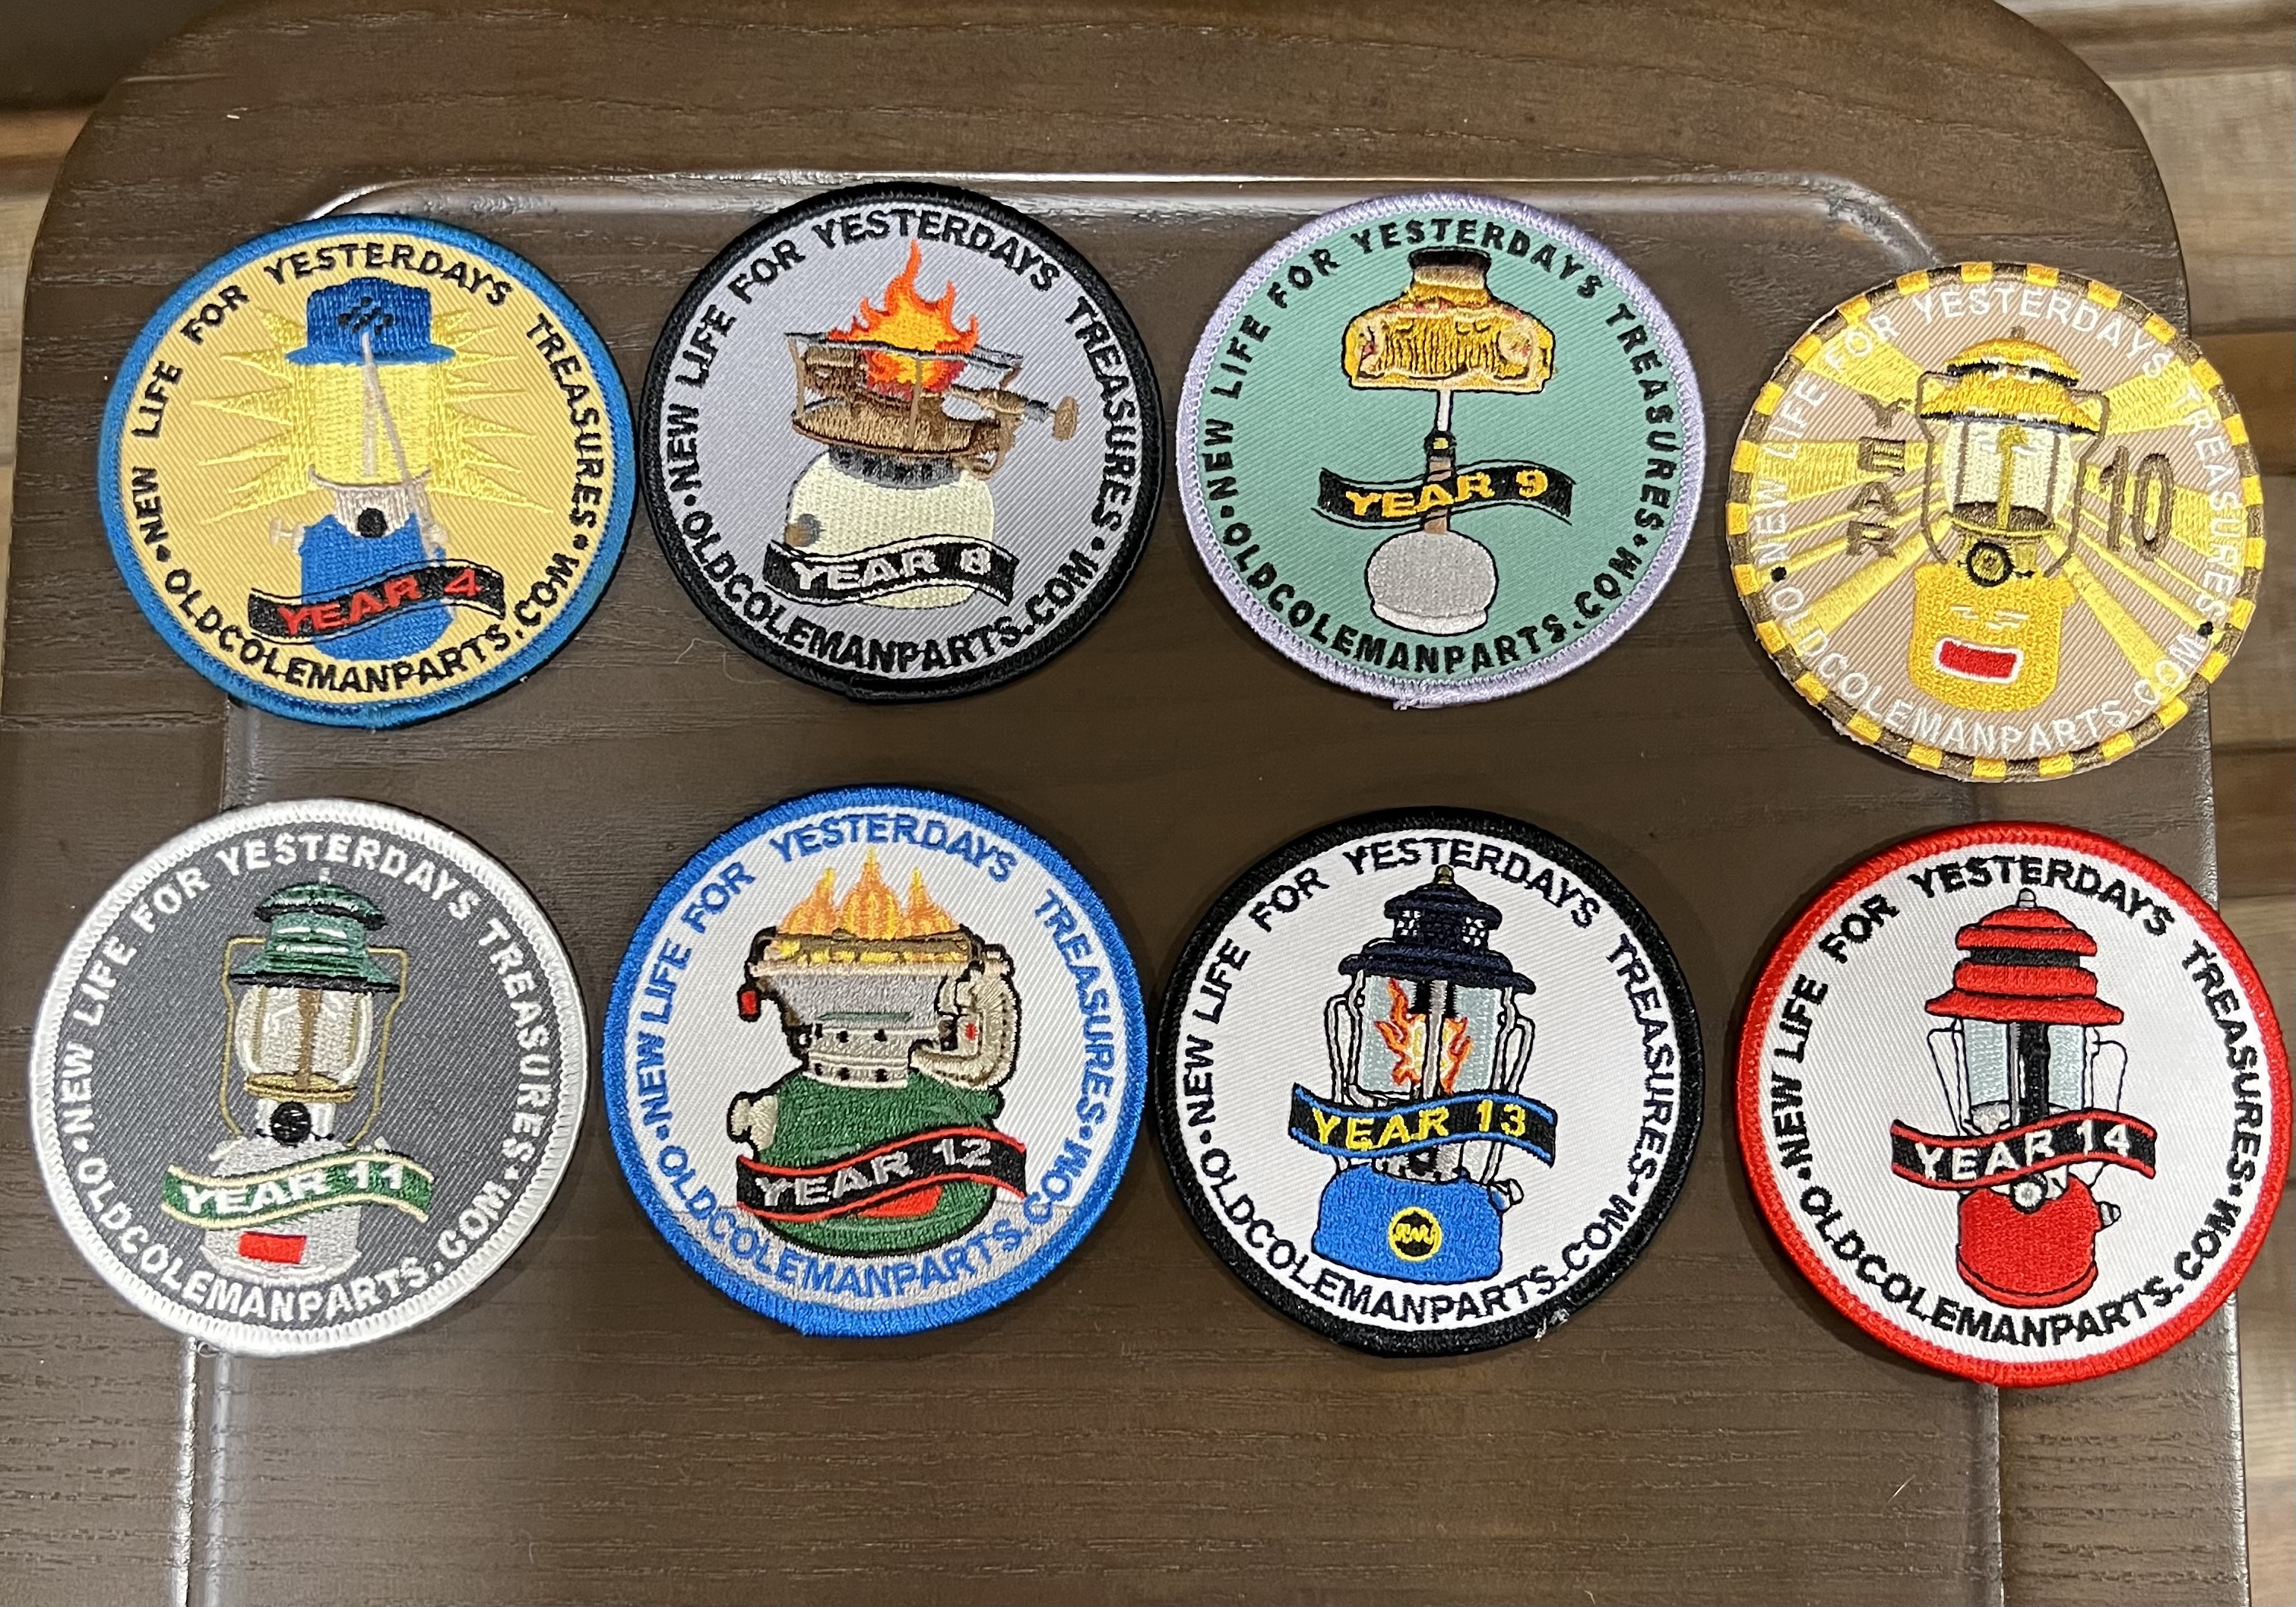 •NEW LIFE FOR YESTERDAYS TREASURES•
OLDCOLEMANPARTS.COM
YEAR 4
•NEW LIFE FOR YESTERDAYS TREASURES•
OLDCOLEMANPARTS.COM
YEAR 8
•NEW LIFE FOR YESTERDAYS TREASURES•
OLDCOLEMANPARTS.COM
YEAR 9
•NEW LIFE FOR YESTERDAYS TREASURES•
OLDCOLEMANPARTS.COM
YEAR 10
•NEW LIFE FOR YESTERDAYS TREASURES•
OLDCOLEMANPARTS.COM
YEAR 11
•NEW LIFE FOR YESTERDAYS TREASURES•
OLDCOLEMANPARTS.COM
YEAR 12
•NEW LIFE FOR YESTERDAYS TREASURES•
OLDCOLEMANPARTS.COM
YEAR 13
•NEW LIFE FOR YESTERDAYS TREASURES•
OLDCOLEMANPARTS.COM
YEAR 14